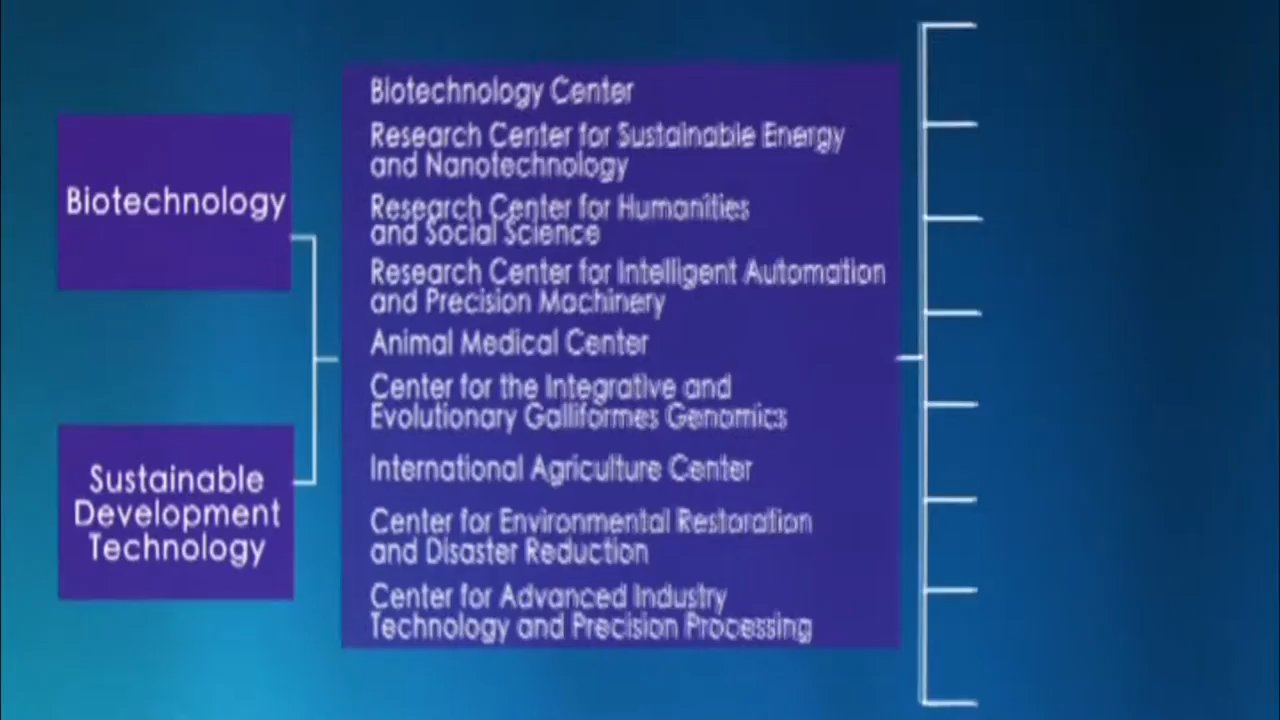 Biotechnology
Sustainable
Development
Technology
Biotechnology Center
Research Center for Sustainable Energy
and Nanotechnology
Research Center for Humanities
and Social Science
Research Center for Intelligent Automation
and Precision Machinery
Animal Medical Center
Center for the Integrative and
Evolutionary Galliformes Genomics
International Agriculture Center
Center for Environmental Restoration
and Disaster Reduction
Center for Advanced Industry
Technology and Precision Processing